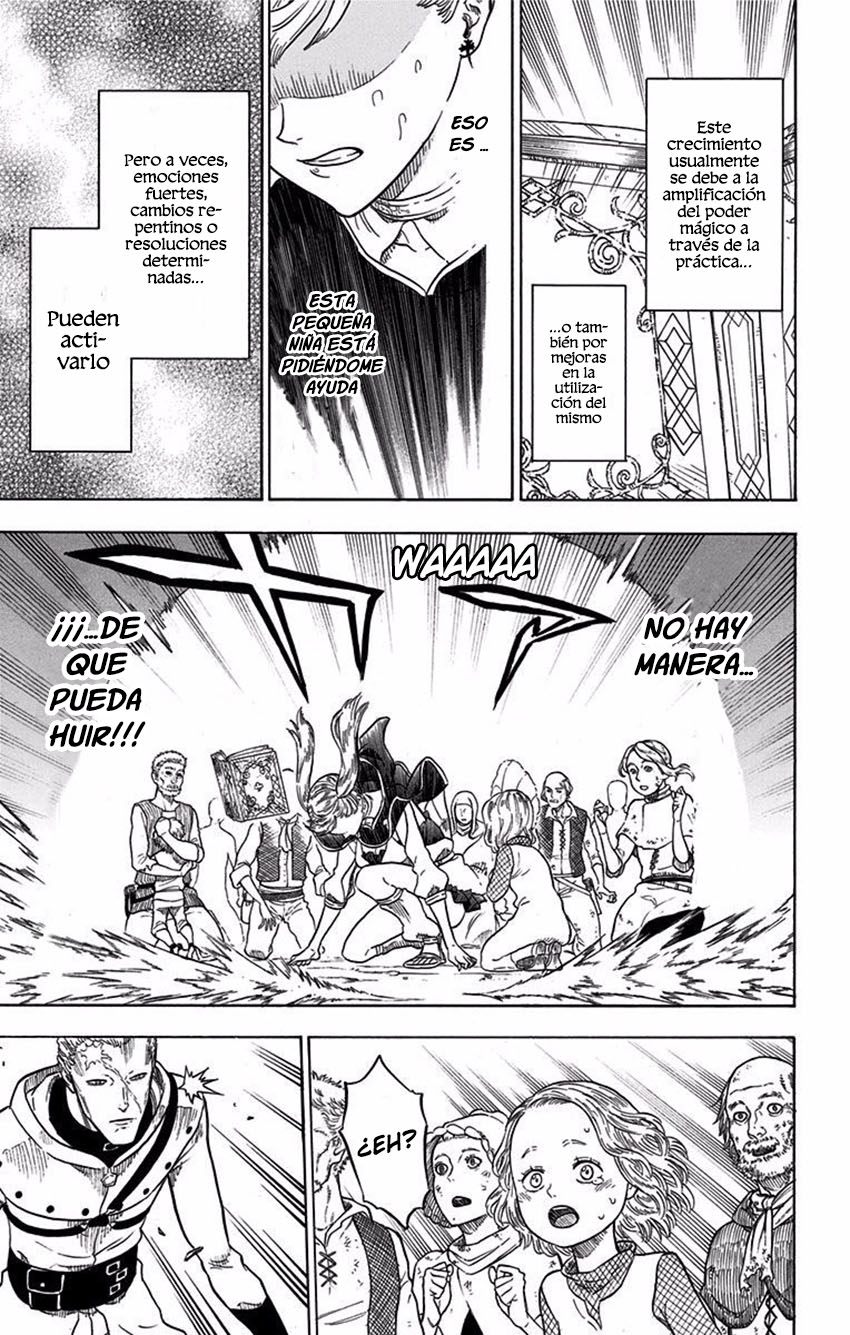 Este
crecimiento
usualmente
se debe a la
amplificación
del poder
mágico a
través de la
práctica...
...o tam-
bién por
mejoras
en la
utiliza-
ción del
mismo
ESO
ES ...
ESTA
PEQUEÑA
NIÑA ESTÁ
PIDIÉNDOME
AYUDA
Pero a veces,
emociones
fuertes,
cambios re-
pentinos o
resoluciones
determi-
nadas...
Pueden
acti-
varlo
WAAAAA
NO HAY
MANERA...
¡¡¡...DE
QUE
PUEDA
HUIR!!!
¿EH?